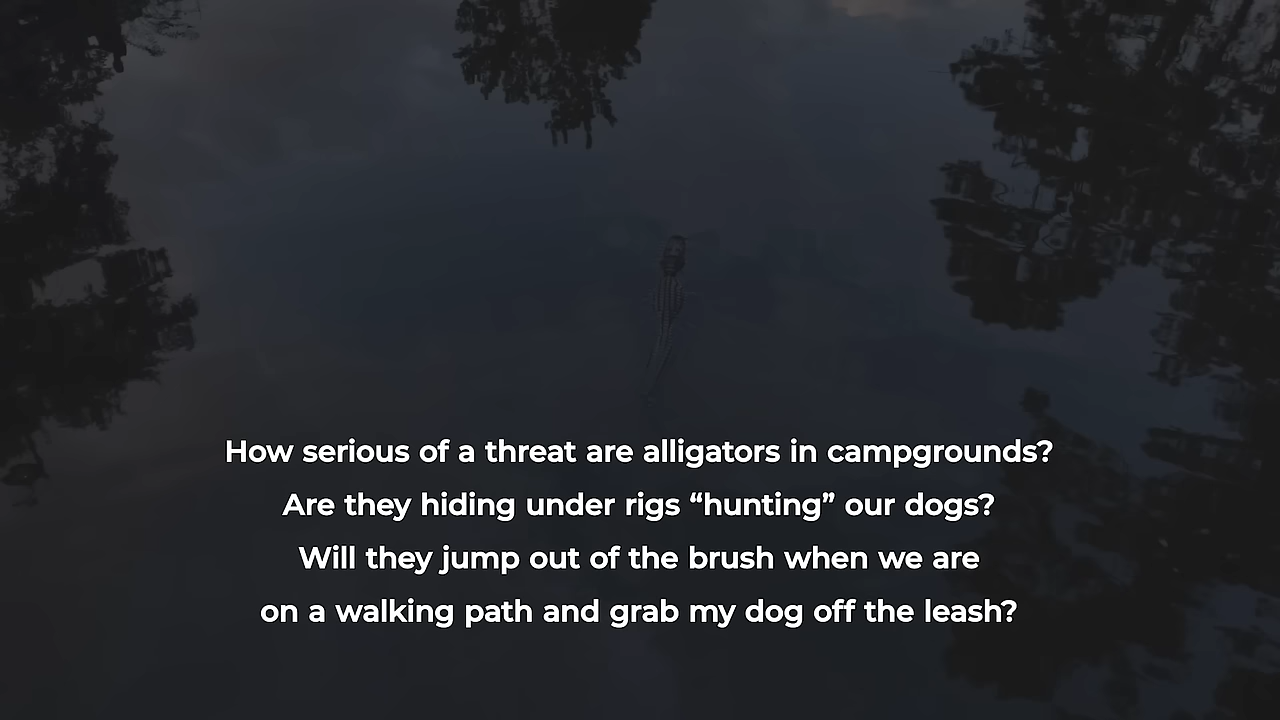 How serious of a threat are alligators in campgrounds?
Are they hiding under rigs “hunting” our dogs?
Will they jump out of the brush when we are
on a walking path and grab my dog off the leash?